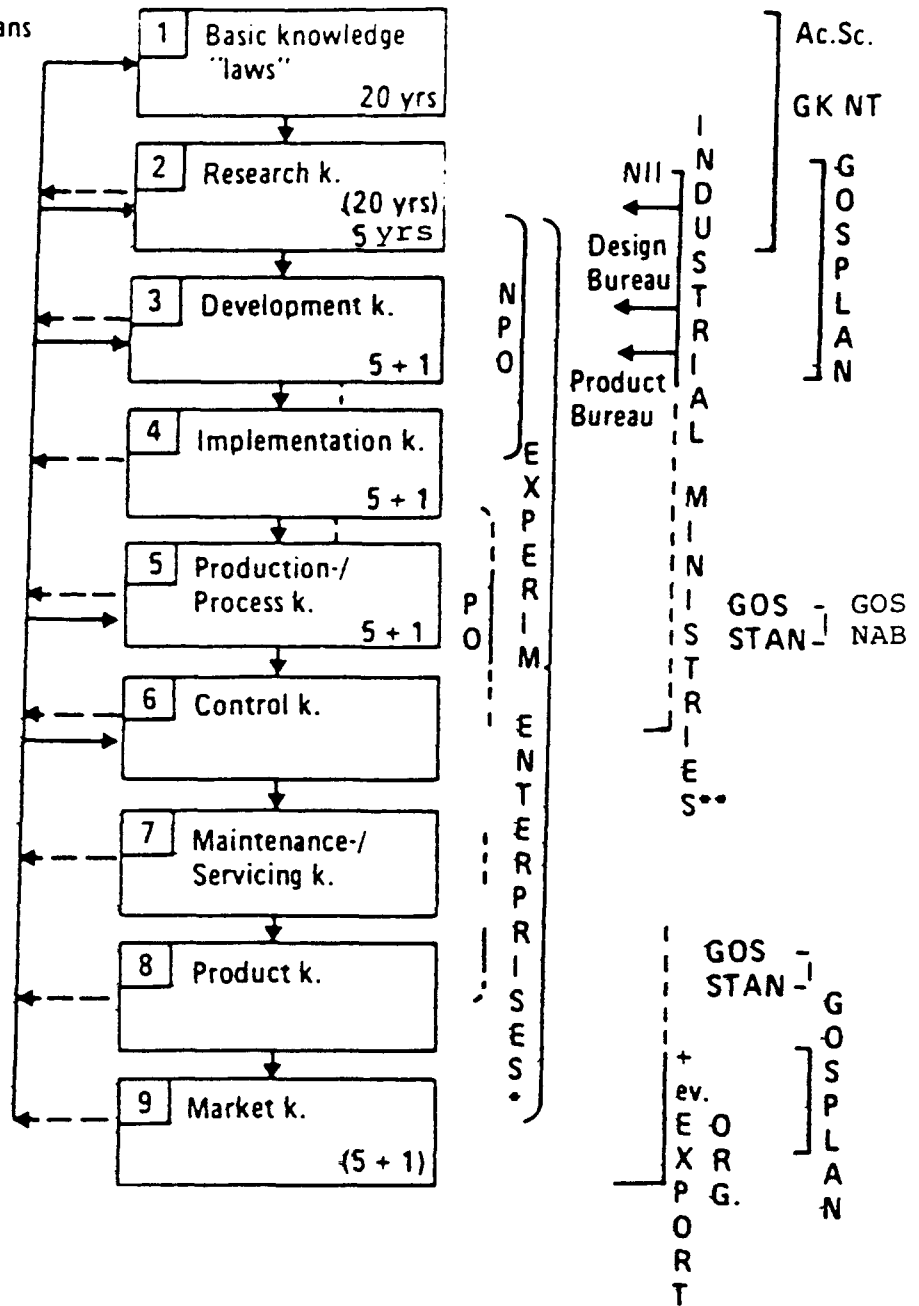 ans
1 Basic knowledge
"laws"
20 yrs
2 Research k.
(20 yrs)
5 yrs
3 Development k.
5 + 1
4 Implementation k.
5 + 1
5 Production-/
Process k.
5 + 1
6 Control k.
7 Maintenance-/
Servicing k.
8 Product k.
9 Market k.
(5 + 1)
NPO
PO
EXPERIM ENTERPRISES*
NII
Design
Bureau
Product
Bureau
INDUSTRIAL MINISTRIES**
Ac.Sc.
GK NT
GOSPLAN
GOS - GOS
STAN - NAB
GOS -
STAN -
GOSPLAN
+
ev.
EXPORT
ORG.